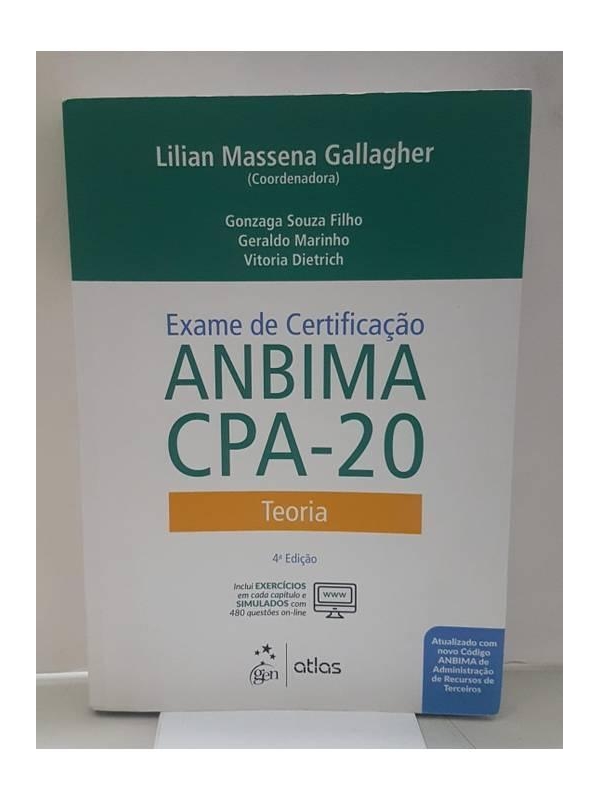 Lilian Massena Gallagher
(Coordenadora)
Gonzaga Souza Filho
Geraldo Marinho
Vitoria Dietrich
Exame de Certificação
ANBIMA
CPA-20
Teoria
4ª Edição
Inclui EXERCÍCIOS
em cada capítulo e
SIMULADOS com
480 questões on-line
www
gen
atlas
Atualizado com
novo Código
ANBIMA de
Administração
de Recursos de
Terceiros